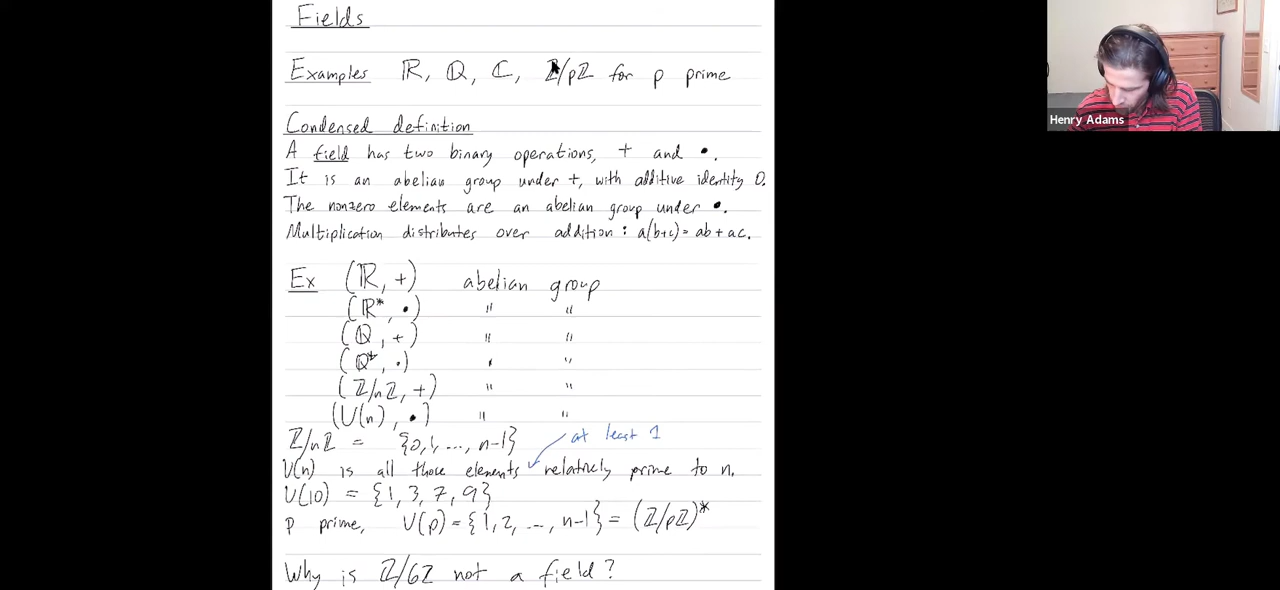 Fields
Examples ℝ, ℚ, ℂ, ℤ/pℤ for p prime
Condensed definition
A field has two binary operations, + and •.
It is an abelian group under +, with additive identity 0.
The nonzero elements are an abelian group under •.
Multiplication distributes over addition: a(b+c)= ab + ac.
Ex (ℝ, +) abelian group
(ℝ*, •) " "
(ℚ, +) " "
(ℚ*, •) " "
(ℤ/nℤ, +) " "
(U(n), •) " "
ℤ/nℤ = {0, 1, ..., n-1} at least 1
U(n) is all those elements relatively prime to n.
U(10) = {1, 3, 7, 9}
p prime, U(p) = {1, 2, ..., n-1} = (ℤ/pℤ)*
Why is ℤ/6ℤ not a field?
Henry Adams